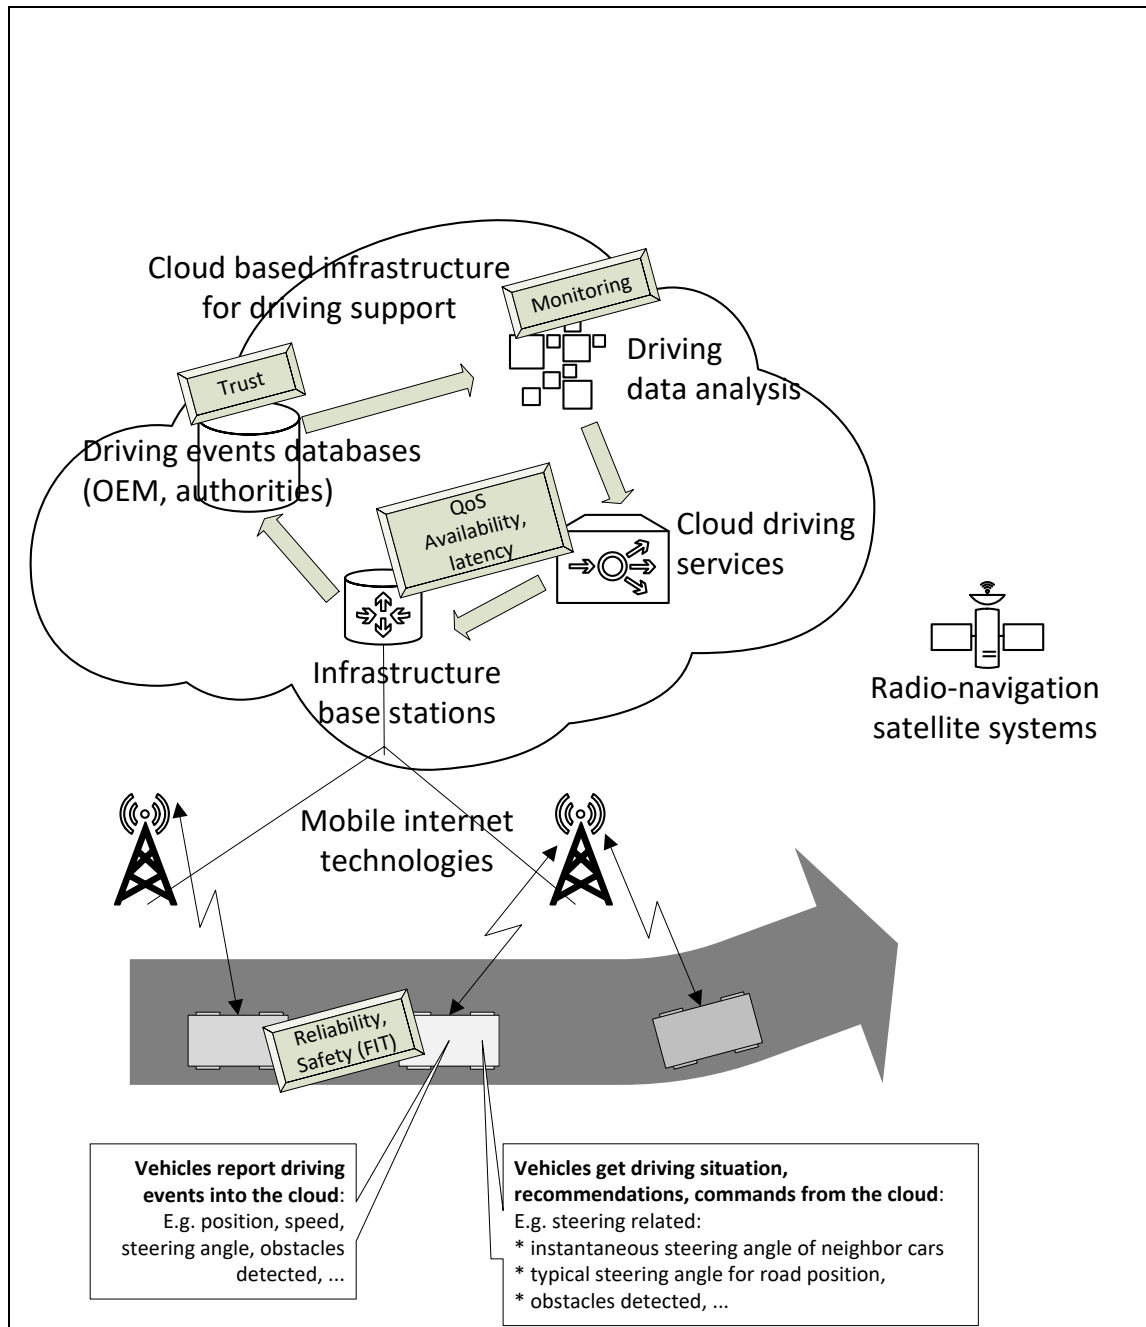 Cloud based infrastructure
for driving support
Monitoring
Driving
data analysis
Trust
Driving events databases
(OEM, authorities)
QoS
Availability,
latency
Cloud driving
services
Infrastructure
base stations
Radio-navigation
satellite systems
Mobile internet
technologies
Reliability,
Safety (FIT)
Vehicles report driving
events into the cloud:
E.g. position, speed,
steering angle, obstacles
detected, ...
Vehicles get driving situation,
recommendations, commands from the cloud:
E.g. steering related:
* instantaneous steering angle of neighbor cars
* typical steering angle for road position,
* obstacles detected, ...